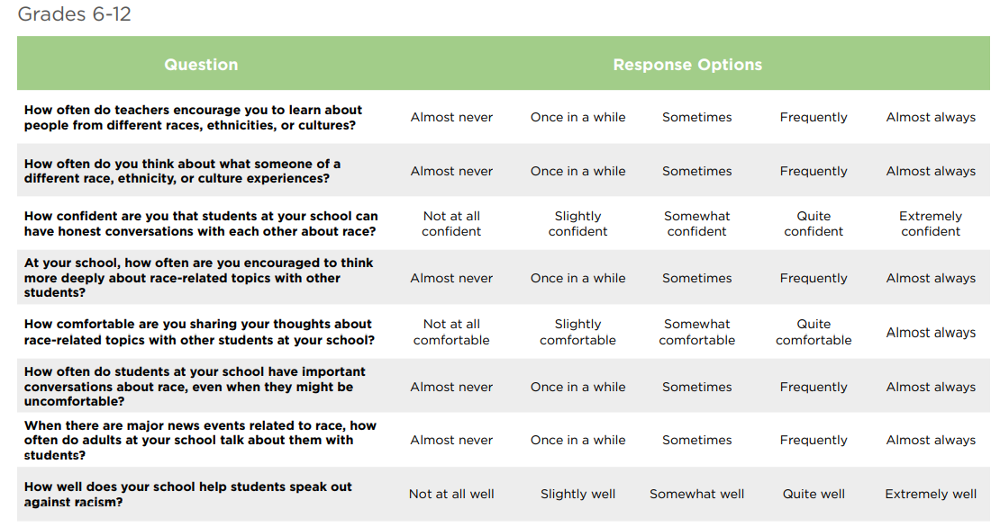 Grades 6-12
Question Response Options
How often do teachers encourage you to learn about
people from different races, ethnicities, or cultures?
Almost never Once in a while Sometimes Frequently Almost always
How often do you think about what someone of a
different race, ethnicity, or culture experiences?
Almost never Once in a while Sometimes Frequently Almost always
How confident are you that students at your school can
have honest conversations with each other about race?
Not at all Slightly Somewhat Quite Extremely
confident confident confident confident confident
At your school, how often are you encouraged to think
more deeply about race-related topics with other
students?
Almost never Once in a while Sometimes Frequently Almost always
How comfortable are you sharing your thoughts about
race-related topics with other students at your school?
Not at all Slightly Somewhat Quite
comfortable comfortable comfortable comfortable
Almost always
How often do students at your school have important
conversations about race, even when they might be
uncomfortable?
Almost never Once in a while Sometimes Frequently Almost always
When there are major news events related to race, how
often do adults at your school talk about them with
students?
Almost never Once in a while Sometimes Frequently Almost always
How well does your school help students speak out
against racism?
Not at all well Slightly well Somewhat well Quite well Extremely well